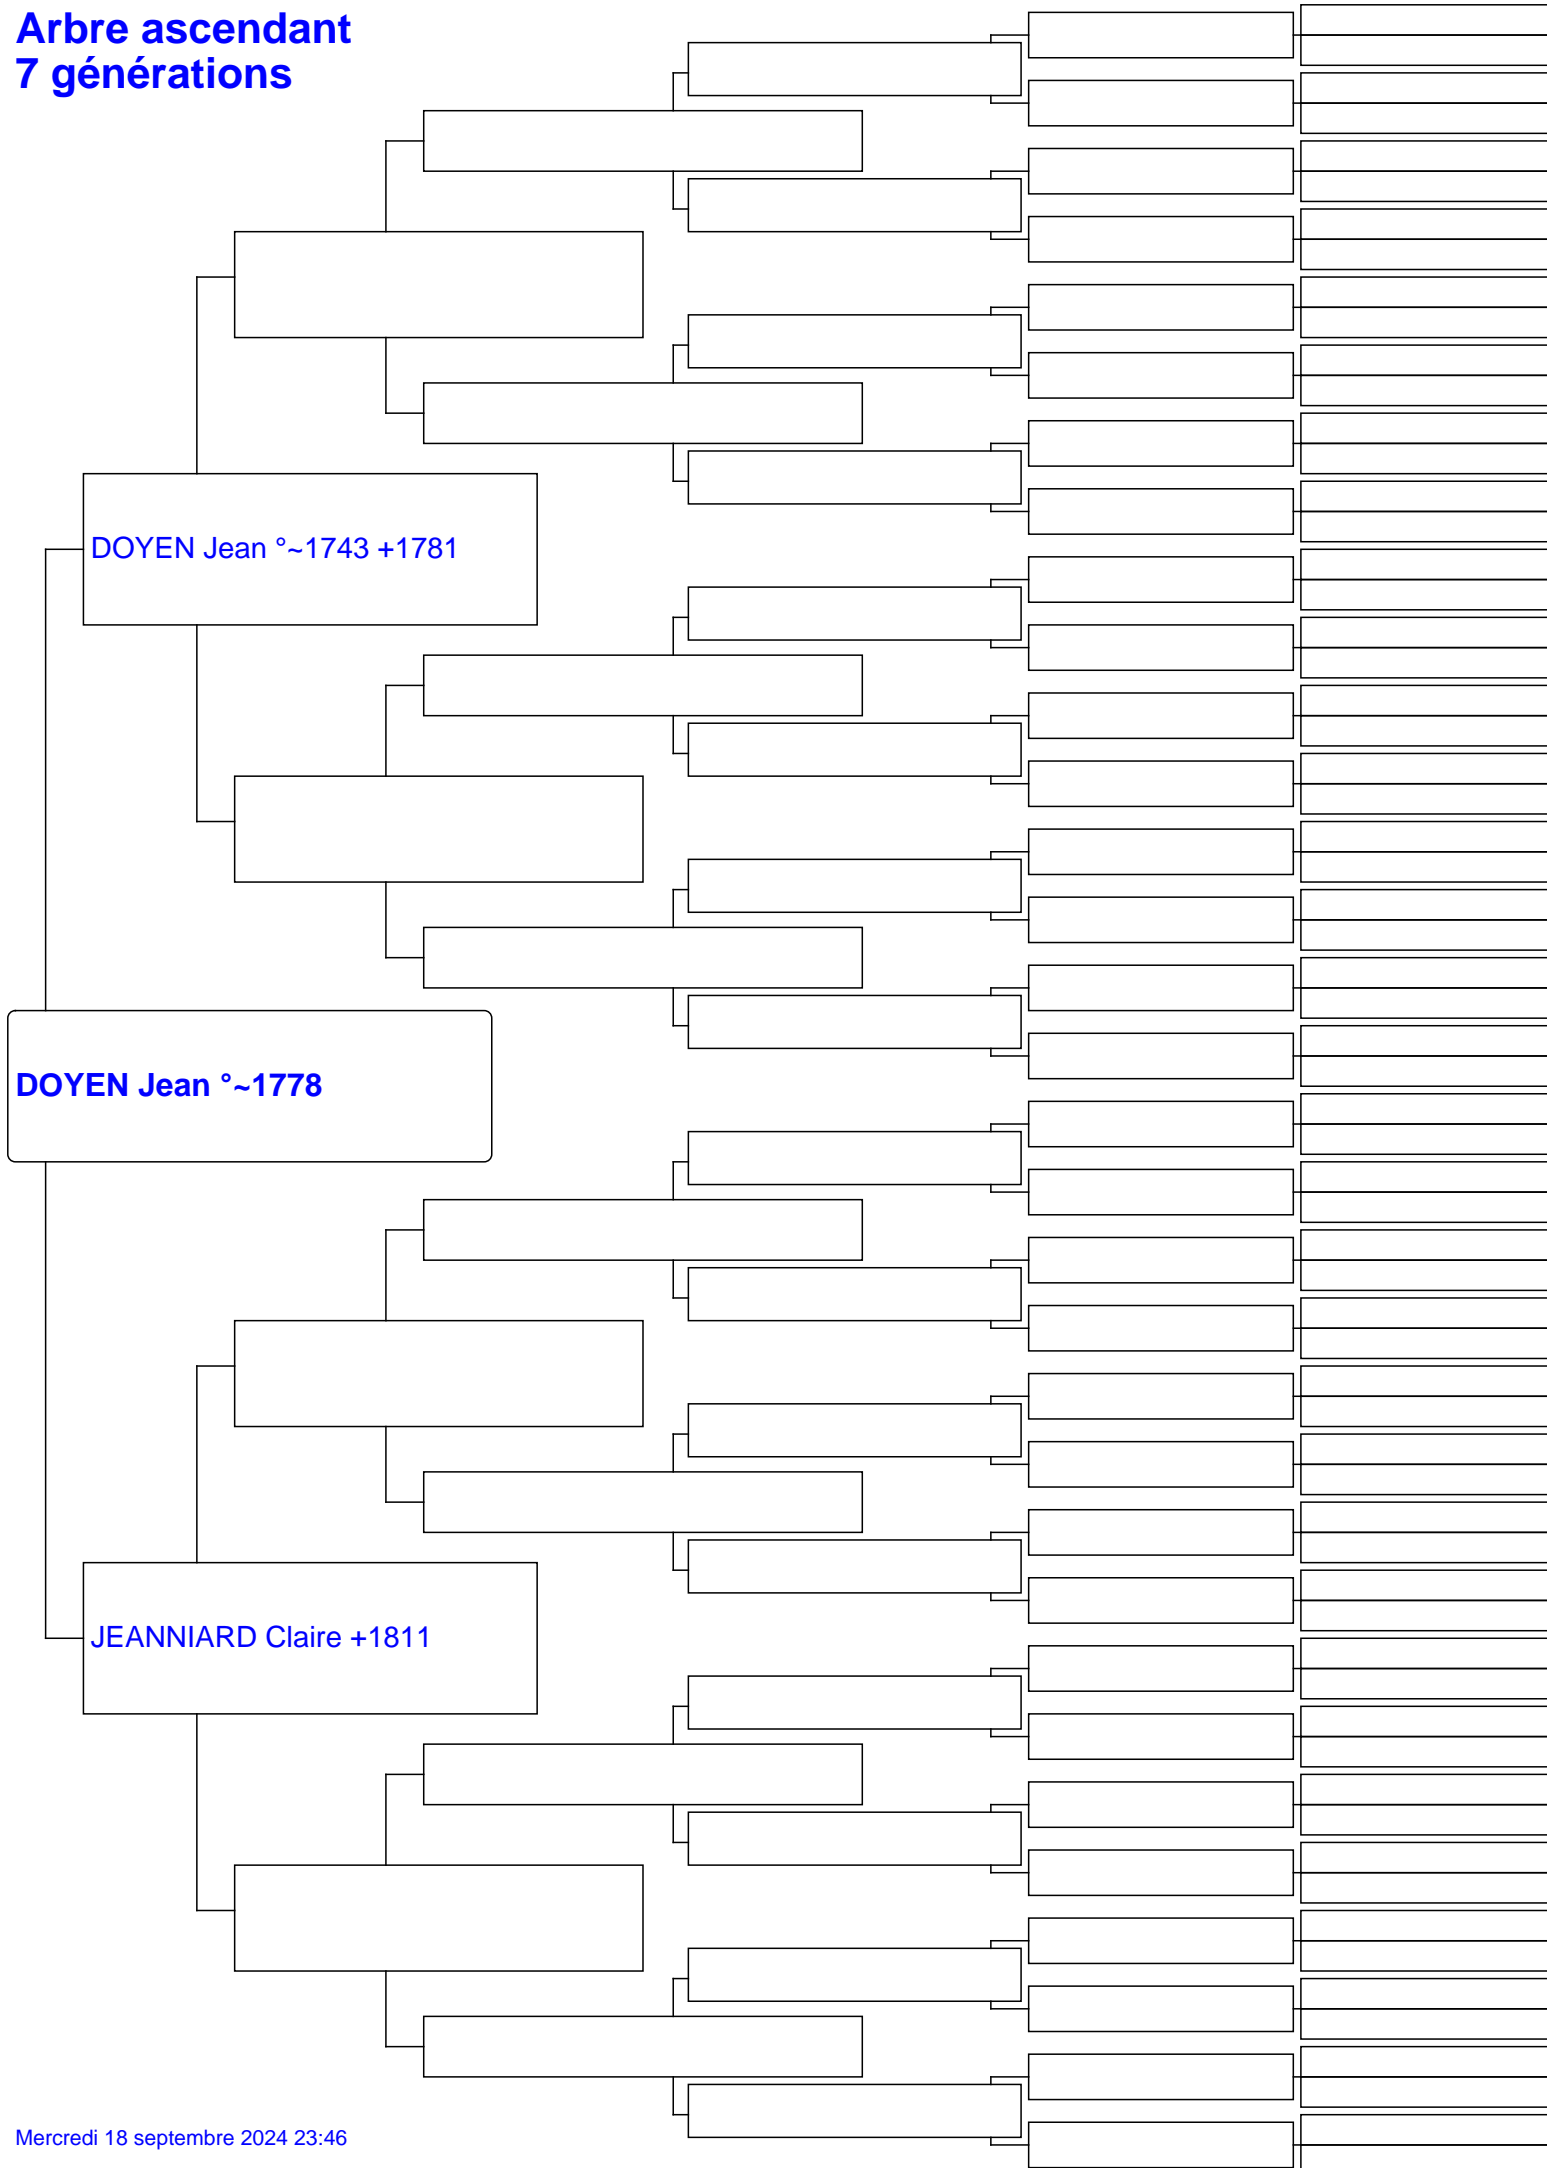 Arbre ascendant
7 générations
DOYEN Jean °~1743 +1781
DOYEN Jean °~1778
JEANNIARD Claire +1811
Mercredi 18 septembre 2024 23:46